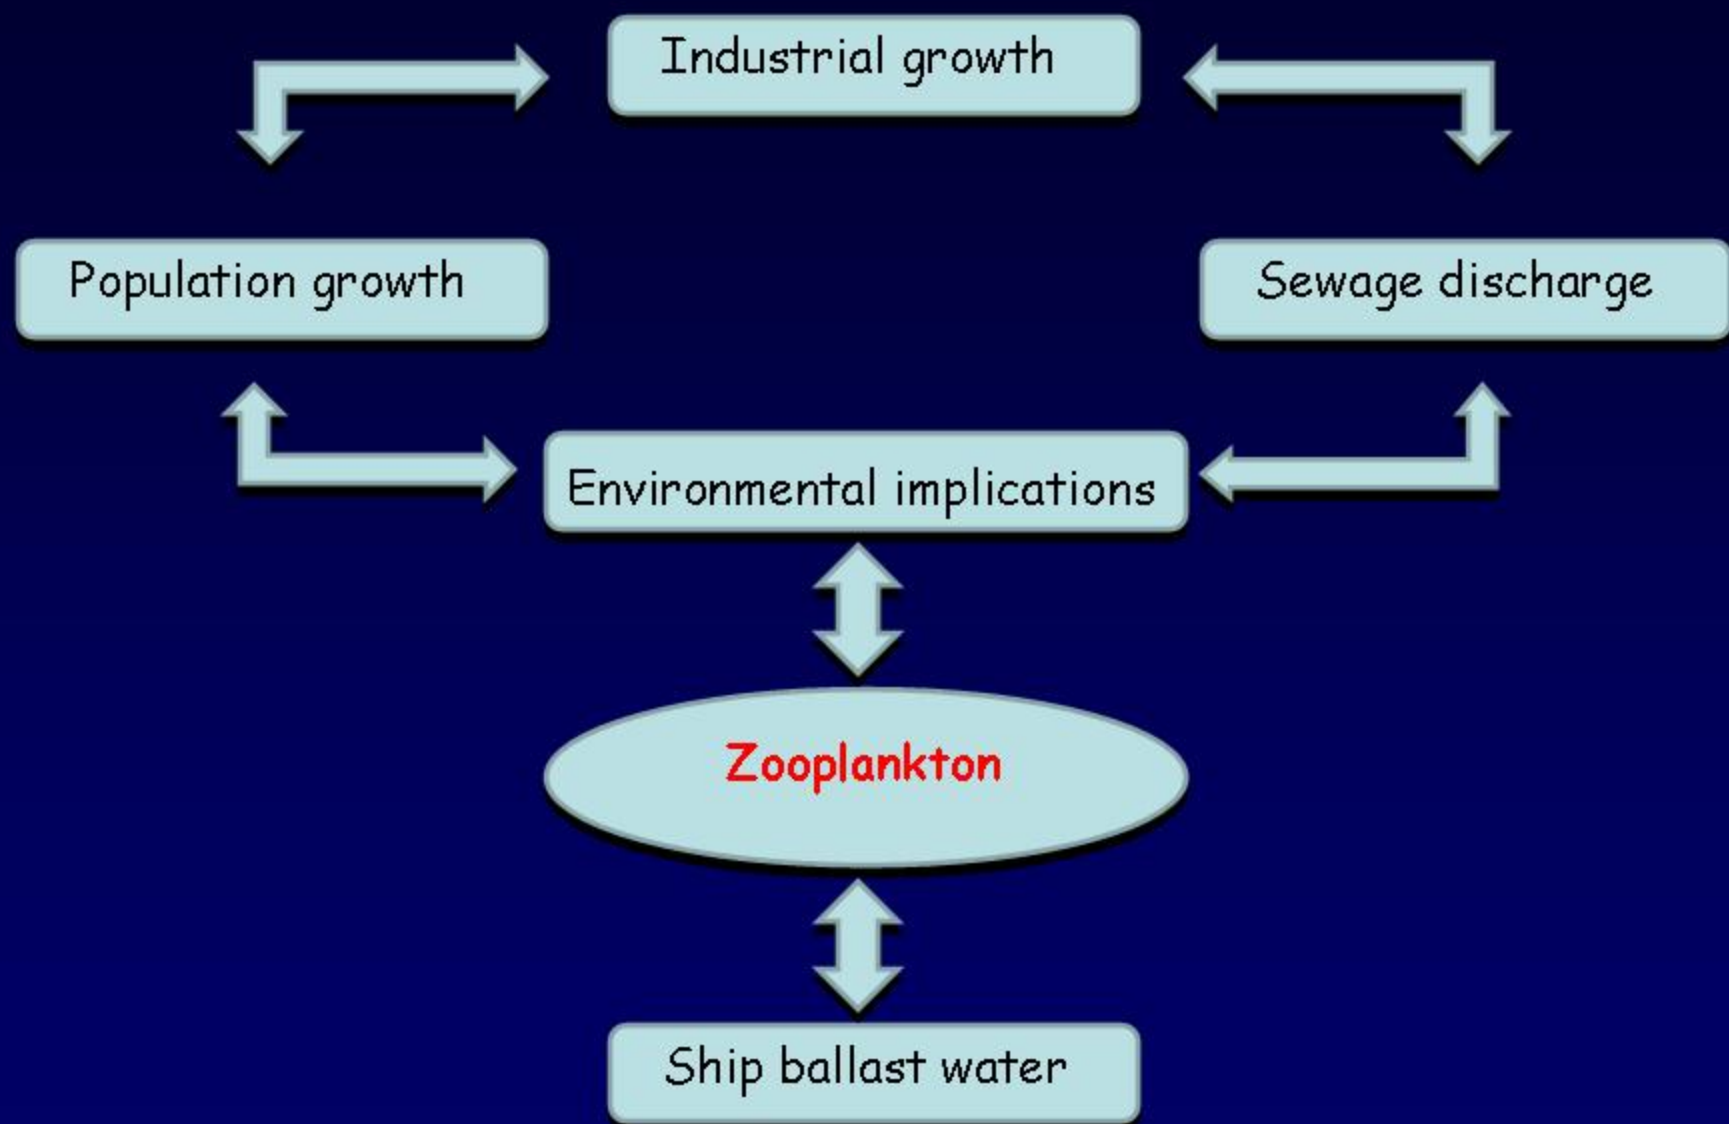 Industrial growth
Population growth
Sewage discharge
Environmental implications
Zooplankton
Ship ballast water